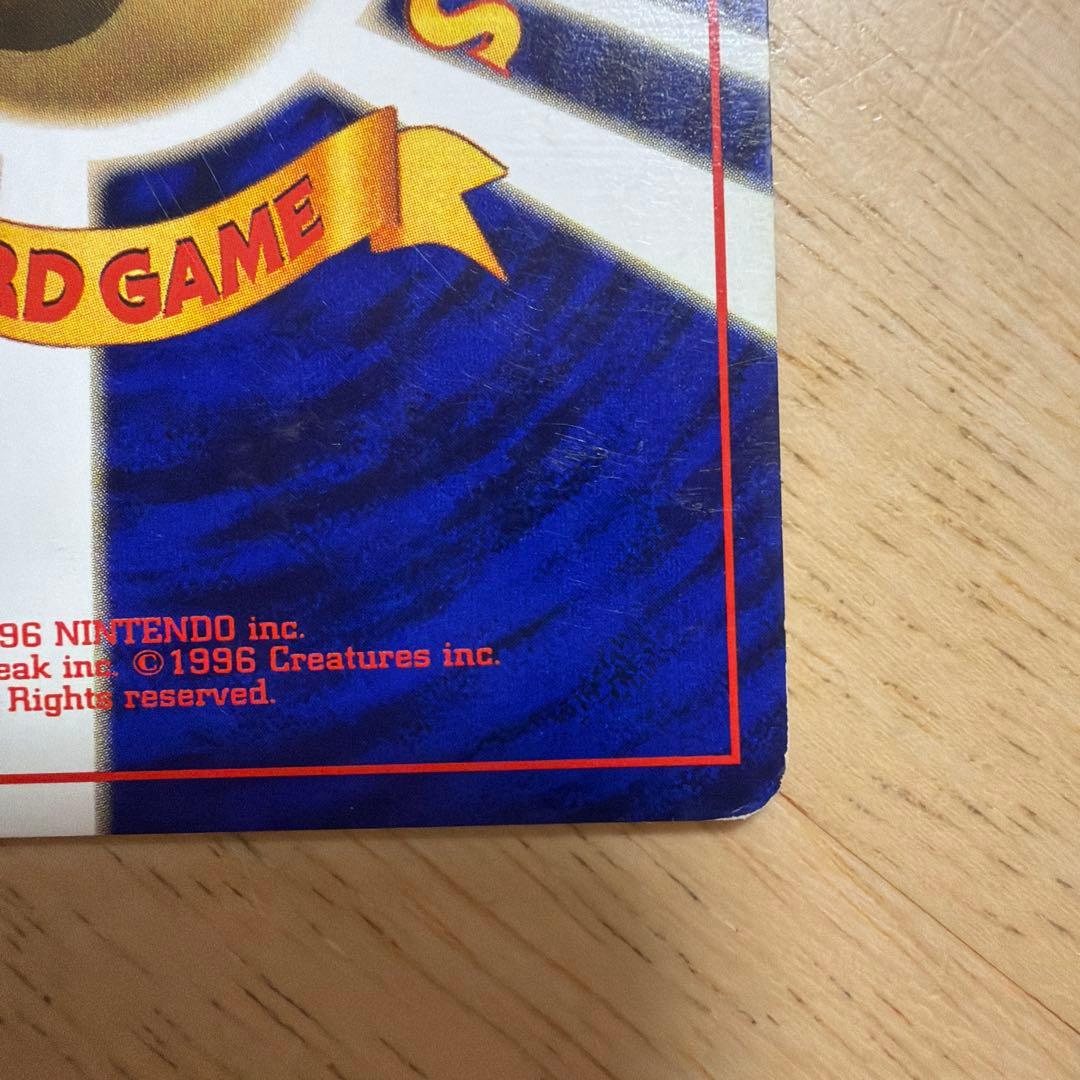 S
RD GAME
96 NINTENDO inc.
eak inc. ©1996 Creatures inc.
Rights reserved.